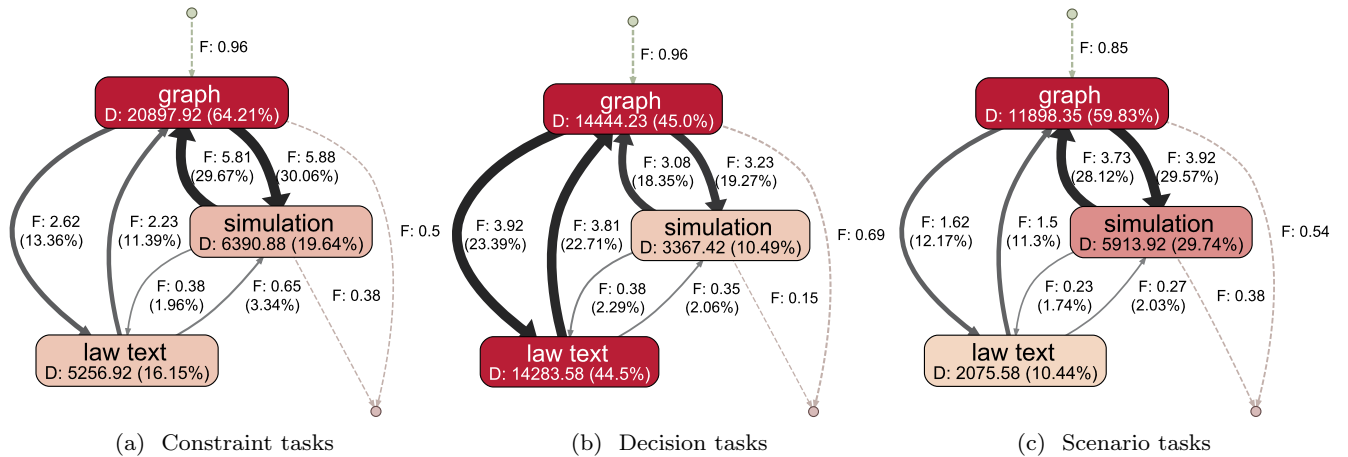 F: 0.96
graph
D: 20897.92 (64.21%)
F: 5.81
(29.67%)
F: 5.88
(30.06%)
F: 2.62
(13.36%)
F: 2.23
(11.39%)
simulation
D: 6390.88 (19.64%)
F: 0.5
F: 0.38
(1.96%)
F: 0.65
(3.34%)
F: 0.38
law text
D: 5256.92 (16.15%)
(a) Constraint tasks
F: 0.96
graph
D: 14444.23 (45.0%)
F: 3.08
(18.35%)
F: 3.23
(19.27%)
F: 3.92
(23.39%)
F: 3.81
(22.71%)
simulation
D: 3367.42 (10.49%)
F: 0.69
F: 0.38
(2.29%)
F: 0.35
(2.06%)
F: 0.15
law text
D: 14283.58 (44.5%)
(b) Decision tasks
F: 0.85
graph
D: 11898.35 (59.83%)
F: 3.73
(28.12%)
F: 3.92
(29.57%)
F: 1.62
(12.17%)
F: 1.5
(11.3%)
simulation
D: 5913.92 (29.74%)
F: 0.54
F: 0.23
(1.74%)
F: 0.27
(2.03%)
F: 0.38
law text
D: 2075.58 (10.44%)
(c) Scenario tasks